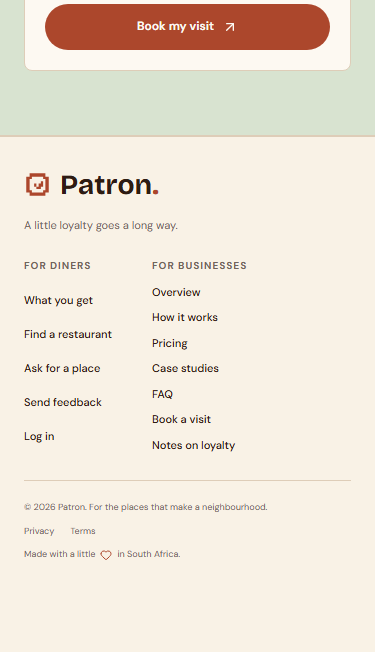 Book my visit
Patron.
A little loyalty goes a long way.
FOR DINERS
What you get
Find a restaurant
Ask for a place
Send feedback
Log in
FOR BUSINESSES
Overview
How it works
Pricing
Case studies
FAQ
Book a visit
Notes on loyalty
© 2026 Patron. For the places that make a neighbourhood.
Privacy Terms
Made with a little in South Africa.